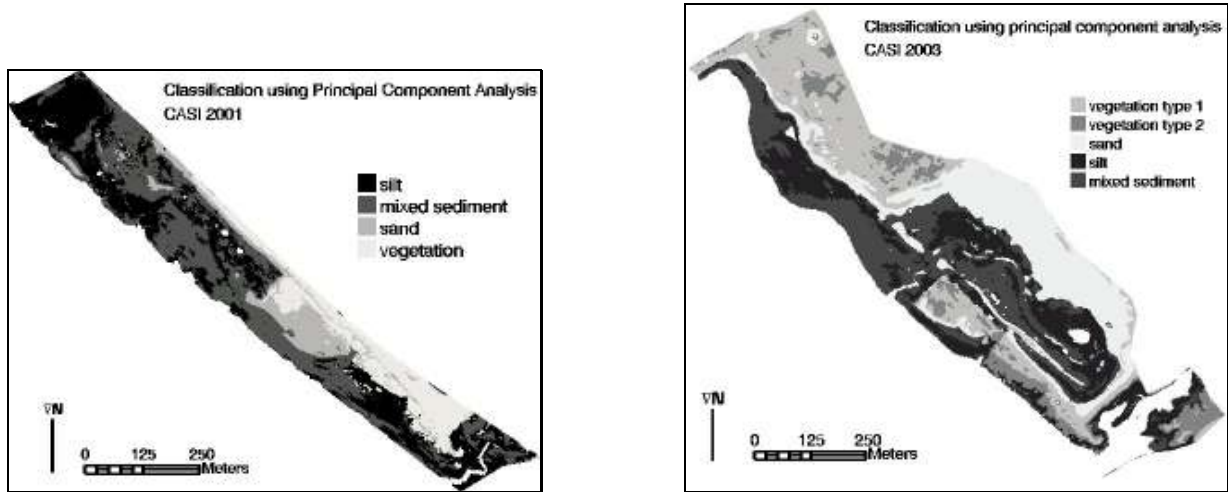 Classification using Principal Component Analysis
CASI 2001
silt
mixed sediment
sand
vegetation
N
0 125 250
Meters
Classification using principal component analysis
CASI 2003
vegetation type 1
vegetation type 2
sand
silt
mixed sediment
N
0 125 250
Meters